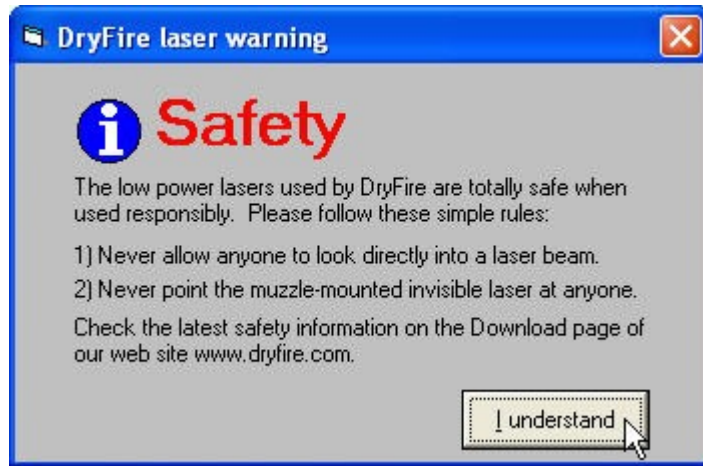 DryFire laser warning
Safety
The low power lasers used by DryFire are totally safe when
used responsibly.  Please follow these simple rules:
1) Never allow anyone to look directly into a laser beam.
2) Never point the muzzle-mounted invisible laser at anyone.
Check the latest safety information on the Download page of
our web site www.dryfire.com.
I understand